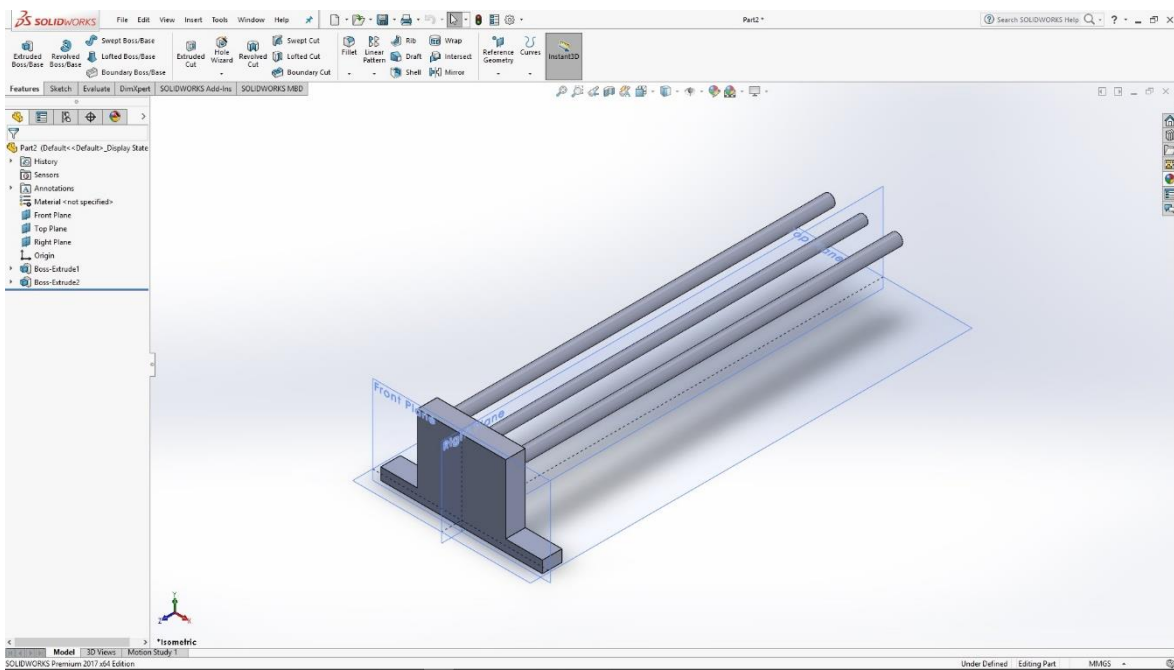 SOLIDWORKS File Edit View Insert Tools Window Help Part2 * Search SOLIDWORKS Help
Extruded Boss/Base
Revolved Boss/Base
Swept Boss/Base
Lofted Boss/Base
Boundary Boss/Base
Extruded Cut
Hole Wizard
Revolved Cut
Swept Cut
Lofted Cut
Boundary Cut
Fillet
Linear Pattern
Rib
Draft
Shell
Wrap
Intersect
Mirror
Reference Geometry
Curves
Instant3D
Features Sketch Evaluate DimXpert SOLIDWORKS Add-Ins SOLIDWORKS MBD
Part2 (Default<<Default>_Display State
History
Sensors
Annotations
Material <not specified>
Front Plane
Top Plane
Right Plane
Origin
Boss-Extrude1
Boss-Extrude2
Front Plane
Y
Z
X
*Isometric
Model 3D Views Motion Study 1
SOLIDWORKS Premium 2017 x64 Edition Under Defined Editing Part MMGS